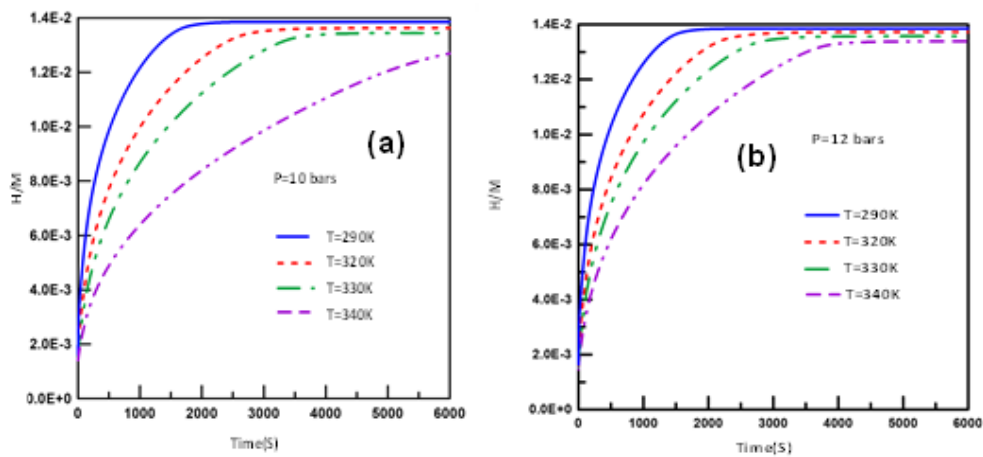 1.4E-2
1.2E-2
1.0E-2
8.0E-3
6.0E-3
4.0E-3
2.0E-3
0.0E+0
H/M
(a)
P=10 bars
T=290K
T=320K
T=330K
T=340K
0 1000 2000 3000 4000 5000 6000
Time(S)
1.4E-2
1.2E-2
1.0E-2
8.0E-3
6.0E-3
4.0E-3
2.0E-3
0.0E+0
H/M
(b)
P=12 bars
T=290K
T=320K
T=330K
T=340K
0 1000 2000 3000 4000 5000 6000
Time(S)